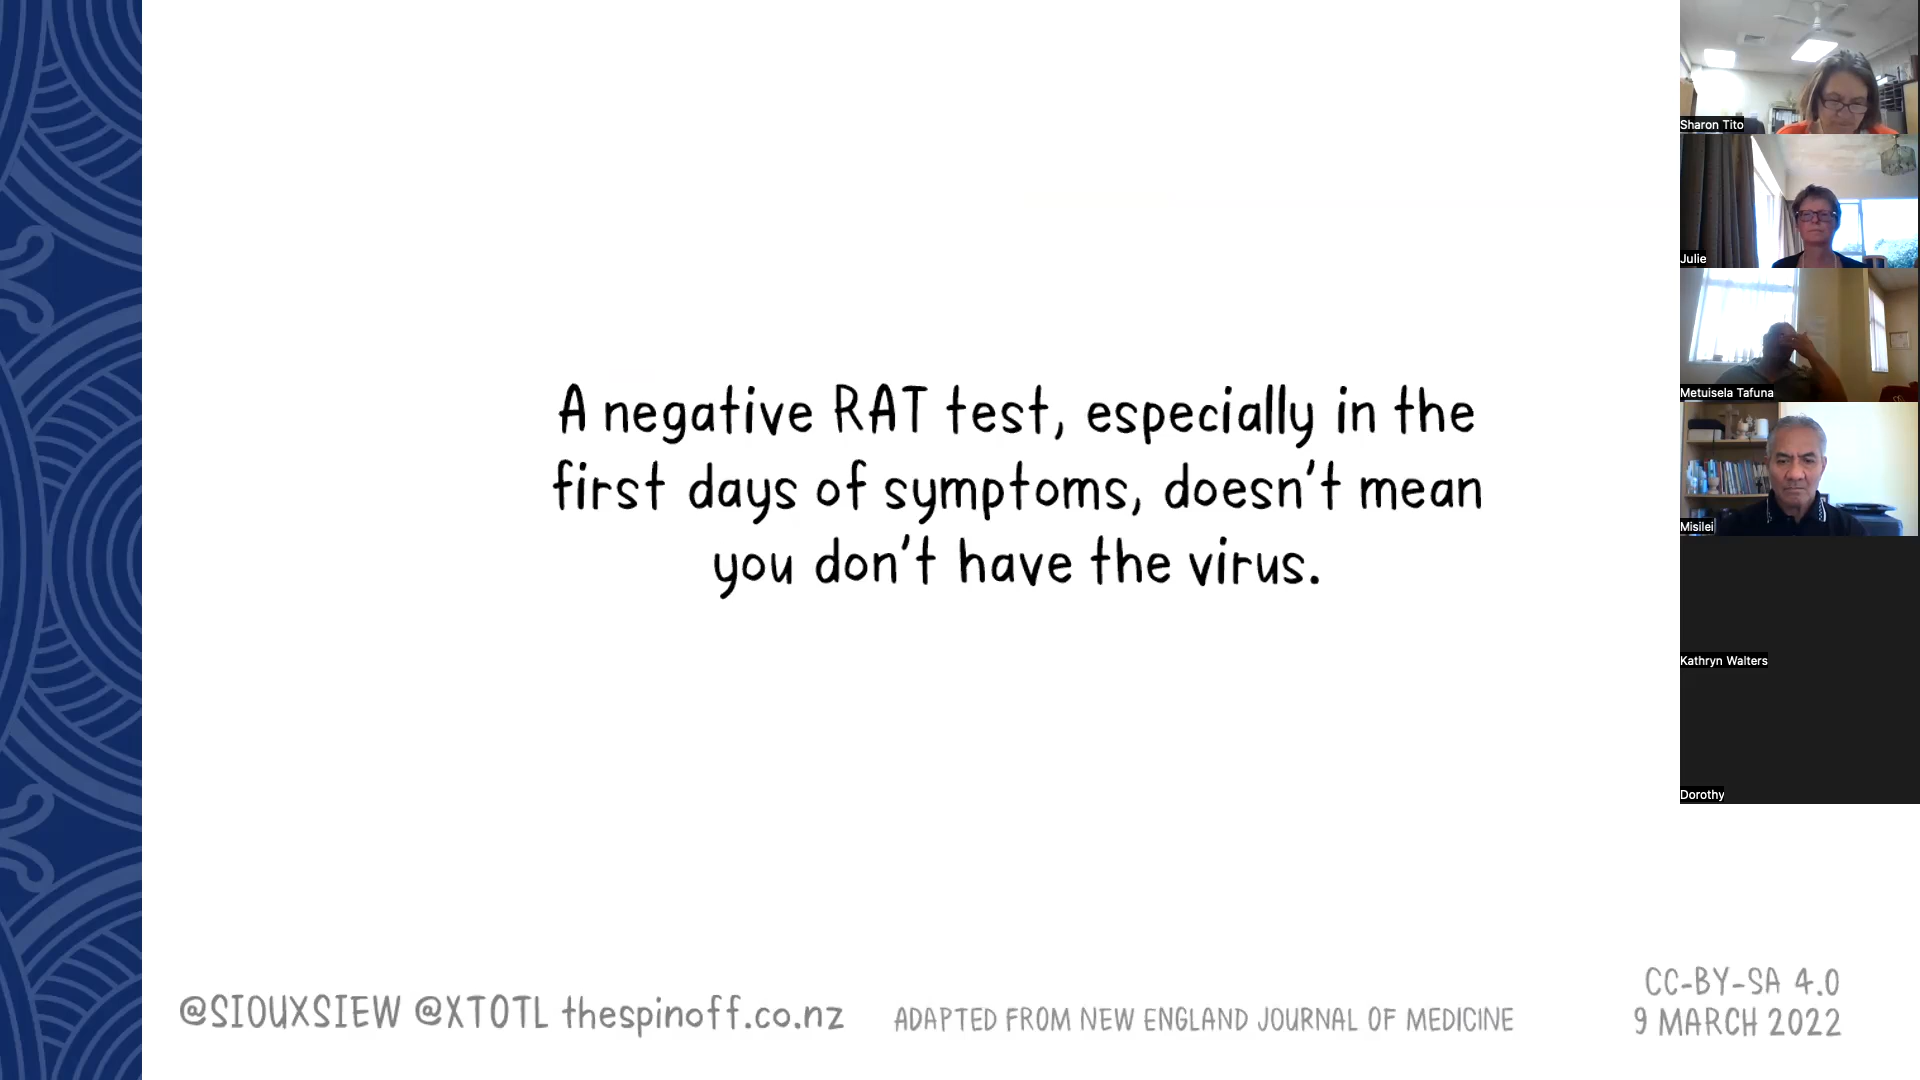 A negative RAT test, especially in the
first days of symptoms, doesn't mean
you don't have the virus.
@SIOUXSIEW @XTOTL thespinoff.co.nz
ADAPTED FROM NEW ENGLAND JOURNAL OF MEDICINE
CC-BY-SA 4.0
9 MARCH 2022
Sharon Tito
Julie
Metuisela Tafuna
Misilei
Kathryn Walters
Dorothy